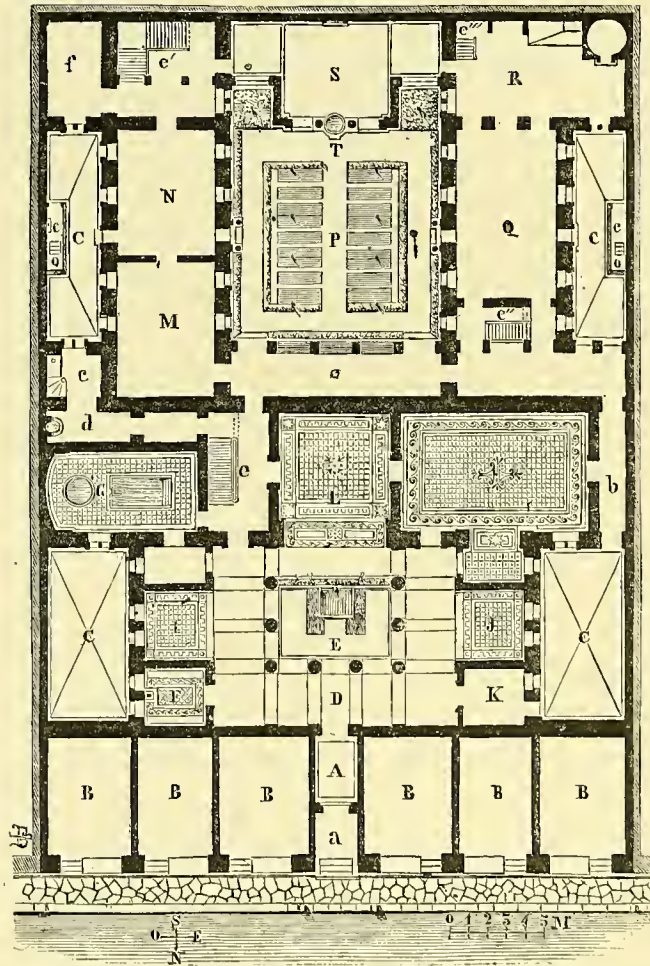 f e' S e'' R
T
C N P Q C
e o e o
M e''
c
d
e b
G L
C I E J C
F D K
B B B A B B B
a
S
O E
N
0 1 2 3 4 5 M